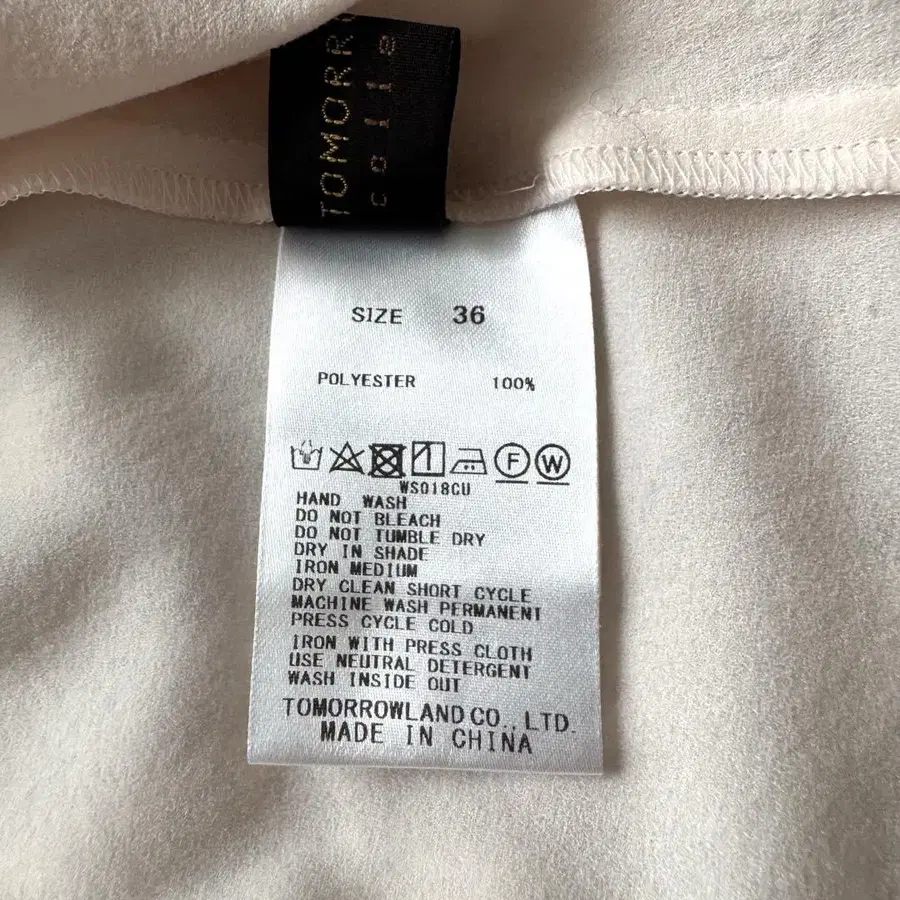 TOMORR
colle
SIZE 36
POLYESTER 100%
F W
WS018CU
HAND WASH
DO NOT BLEACH
DO NOT TUMBLE DRY
DRY IN SHADE
IRON MEDIUM
DRY CLEAN SHORT CYCLE
MACHINE WASH PERMANENT
PRESS CYCLE COLD
IRON WITH PRESS CLOTH
USE NEUTRAL DETERGENT
WASH INSIDE OUT
TOMORROWLAND CO., LTD.
MADE IN CHINA